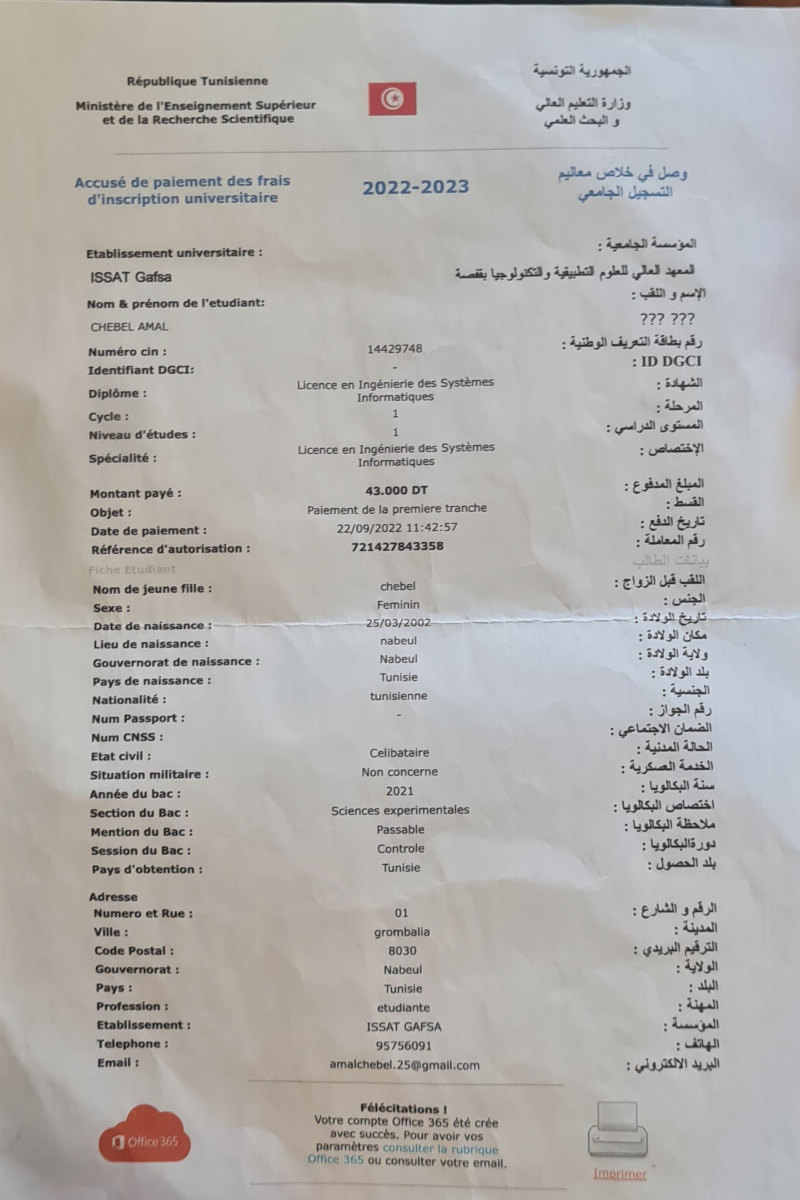 République Tunisienne
الجمهورية التونسية
Ministère de l'Enseignement Supérieur
et de la Recherche Scientifique
وزارة التعليم العالي
و البحث العلمي
Accusé de paiement des frais
d'inscription universitaire
2022-2023
وصل في خلاص معاليم
التسجيل الجامعي
Etablissement universitaire :
المؤسسة الجامعية :
ISSAT Gafsa
المعهد العالي للعلوم التطبيقية والتكنولوجيا بقفصة
Nom & prénom de l'etudiant:
الإسم و اللقب :
CHEBEL AMAL
??? ???
Numéro cin : 14429748 رقم بطاقة التعريف الوطنية :
Identifiant DGCI: - ID DGCI :
Diplôme : Licence en Ingénierie des Systèmes
Informatiques الشهادة :
Cycle : 1 المرحلة :
Niveau d'études : 1 المستوى الدراسي :
Spécialité : Licence en Ingénierie des Systèmes
Informatiques الإختصاص :
Montant payé : 43.000 DT المبلغ المدفوع :
Objet : Paiement de la premiere tranche القسط :
Date de paiement : 22/09/2022 11:42:57 تاريخ الدفع :
Référence d'autorisation : 721427843358 رقم المعاملة :
Fiche Etudiant بيانات الطالب
Nom de jeune fille : chebel اللقب قبل الزواج :
Sexe : Feminin الجنس :
Date de naissance : 25/03/2002 تاريخ الولادة :
Lieu de naissance : nabeul مكان الولادة :
Gouvernorat de naissance : Nabeul ولاية الولادة :
Pays de naissance : Tunisie بلد الولادة :
Nationalité : tunisienne الجنسية :
Num Passport : - رقم الجواز :
Num CNSS : الضمان الاجتماعي :
Etat civil : Celibataire الحالة المدنية :
Situation militaire : Non concerne الخدمة العسكرية :
Année du bac : 2021 سنة البكالويا :
Section du Bac : Sciences experimentales اختصاص البكالويا :
Mention du Bac : Passable ملاحظة البكالويا :
Session du Bac : Controle دورةالبكالويا :
Pays d'obtention : Tunisie بلد الحصول :
Adresse
Numero et Rue : 01 الرقم و الشارع :
Ville : grombalia المدينة :
Code Postal : 8030 الترقيم البريدي :
Gouvernorat : Nabeul الولاية :
Pays : Tunisie البلد :
Profession : etudiante المهنة :
Etablissement : ISSAT GAFSA المؤسسة :
Telephone : 95756091 الهاتف :
Email : amalchebel.25@gmail.com البريد الالكتروني :
Office 365
Félécitations !
Votre compte Office 365 été crée
avec succès. Pour avoir vos
paramètres consulter la rubrique
Office 365 ou consulter votre email.
Imprimer